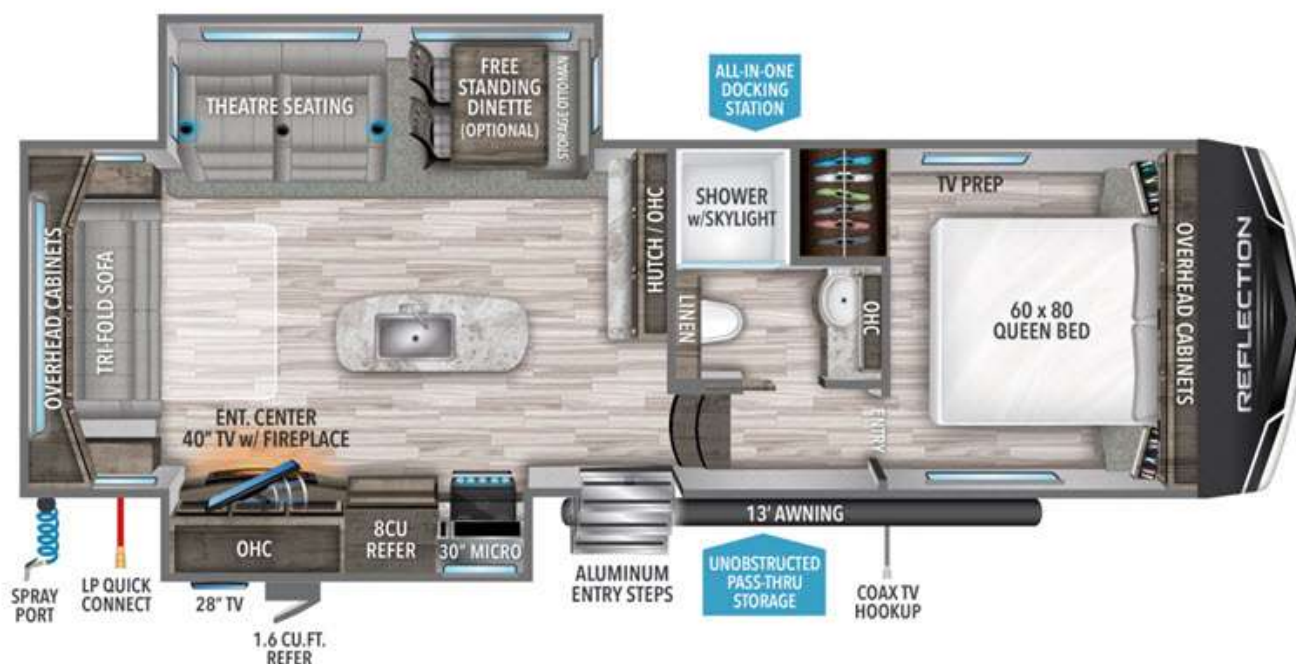 THEATRE SEATING
FREE
STANDING
DINETTE
(OPTIONAL)
STORAGE OTTOMAN
ALL-IN-ONE
DOCKING
STATION
OVERHEAD CABINETS
TRI-FOLD SOFA
HUTCH / OHC
SHOWER
w/SKYLIGHT
LINEN
OHC
TV PREP
60 x 80
QUEEN BED
OVERHEAD CABINETS
REFLECTION
ENT. CENTER
40" TV w/ FIREPLACE
ENTRY
OHC
8CU
REFER
30" MICRO
13' AWNING
SPRAY
PORT
LP QUICK
CONNECT
28" TV
1.6 CU.FT.
REFER
ALUMINUM
ENTRY STEPS
UNOBSTRUCTED
PASS-THRU
STORAGE
COAX TV
HOOKUP